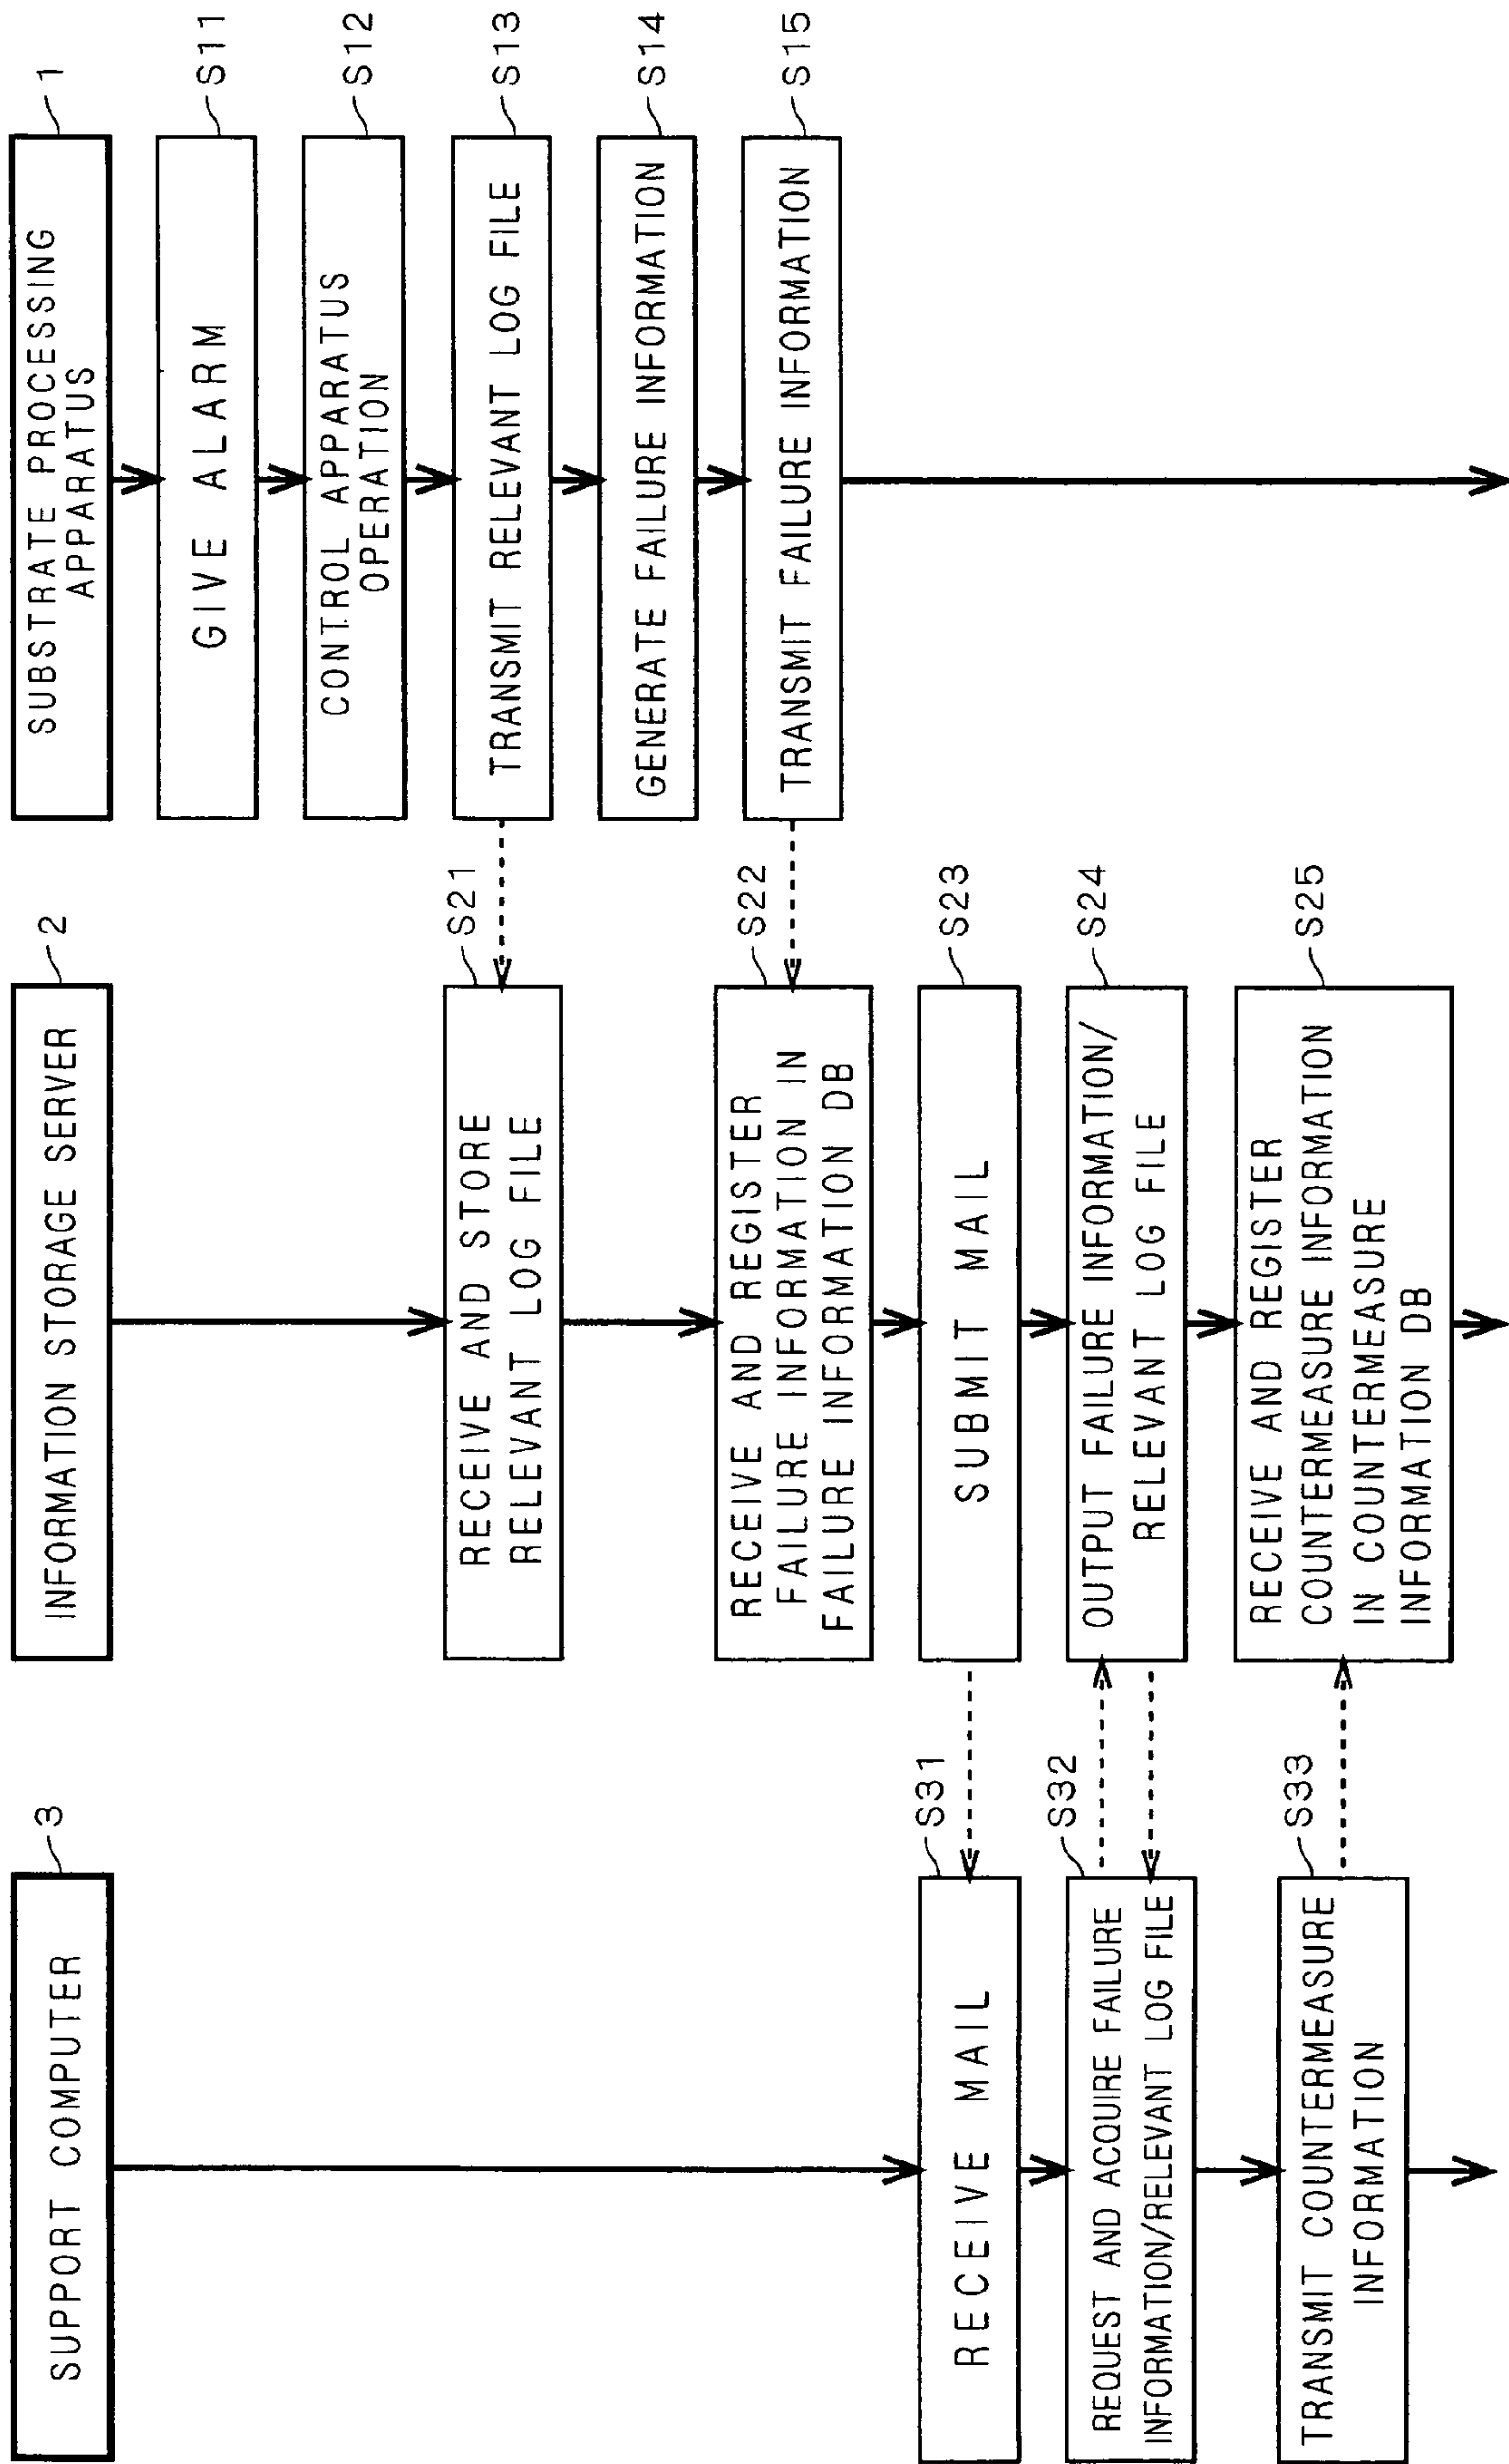 SUBSTRATE PROCESSING
APPARATUS
1
GIVE ALARM
S11
CONTROL APPARATUS
OPERATION
S12
TRANSMIT RELEVANT LOG FILE
S13
GENERATE FAILURE INFORMATION
S14
TRANSMIT FAILURE INFORMATION
S15
INFORMATION STORAGE SERVER
2
RECEIVE AND STORE
RELEVANT LOG FILE
S21
RECEIVE AND REGISTER
FAILURE INFORMATION IN
FAILURE INFORMATION DB
S22
SUBMIT MAIL
S23
OUTPUT FAILURE INFORMATION/
RELEVANT LOG FILE
S24
RECEIVE AND REGISTER
COUNTERMEASURE INFORMATION
IN COUNTERMEASURE
INFORMATION DB
S25
SUPPORT COMPUTER
3
RECEIVE MAIL
S31
REQUEST AND ACQUIRE FAILURE
INFORMATION/RELEVANT LOG FILE
S32
TRANSMIT COUNTERMEASURE
INFORMATION
S33